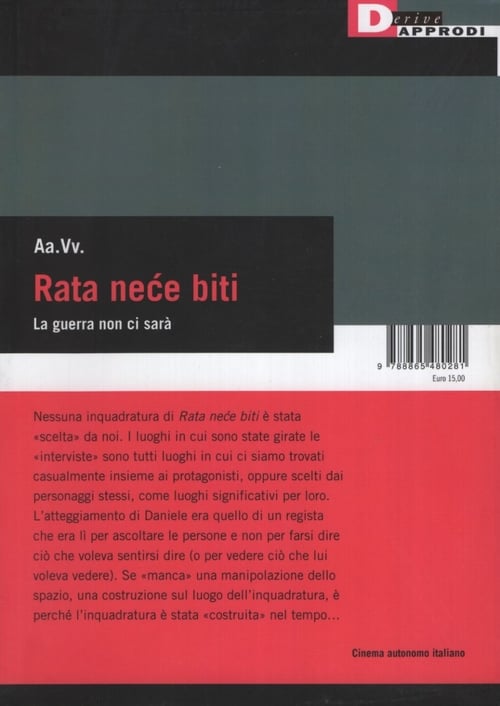 Derive
APPRODI
Aa.Vv.
Rata neće biti
La guerra non ci sarà
9 788865 480281
Euro 15,00
Nessuna inquadratura di Rata neće biti è stata
«scelta» da noi. I luoghi in cui sono state girate le
«interviste» sono tutti luoghi in cui ci siamo trovati
casualmente insieme ai protagonisti, oppure scelti dai
personaggi stessi, come luoghi significativi per loro.
L'atteggiamento di Daniele era quello di un regista
che era lì per ascoltare le persone e non per farsi dire
ciò che voleva sentirsi dire (o per vedere ciò che lui
voleva vedere). Se «manca» una manipolazione dello
spazio, una costruzione sul luogo dell'inquadratura, è
perché l'inquadratura è stata «costruita» nel tempo...
Cinema autonomo italiano